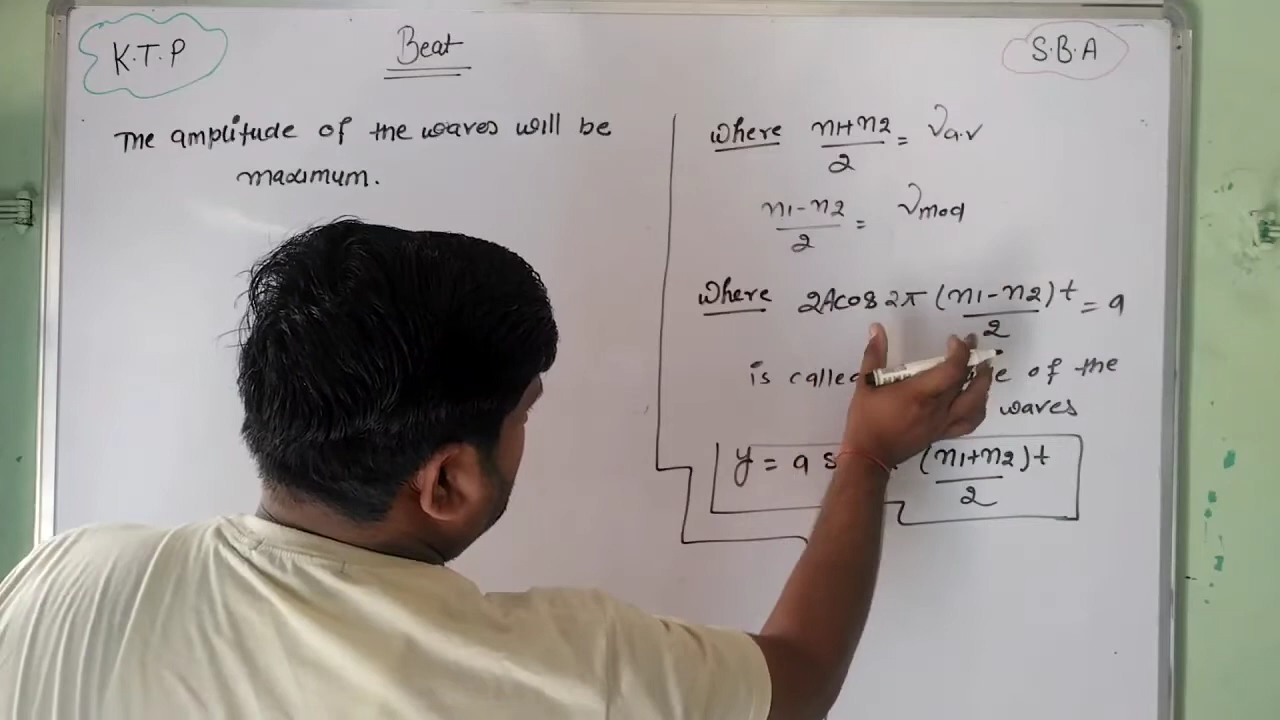 K.T.P
Beat
S.B.A
The amplitude of the waves will be
maximum.
where n1+n2/2 = νa.v
n1-n2/2 = νmod
where 2Acos2π(n1-n2)/2 t = a
is called of the
waves
y = a (n1+n2)/2 t